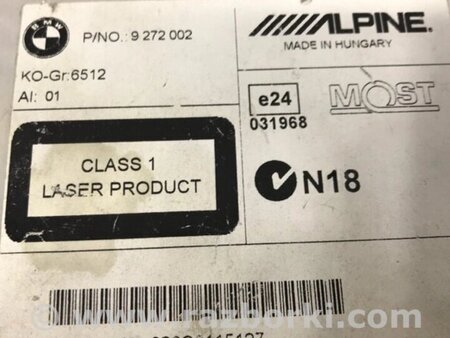 BMW
P/NO.: 9 272 002
ALPINE
MADE IN HUNGARY
KO-Gr:6512
AI: 01
e24
031968
MOST
CLASS 1
LASER PRODUCT
N18
www.razborki.com